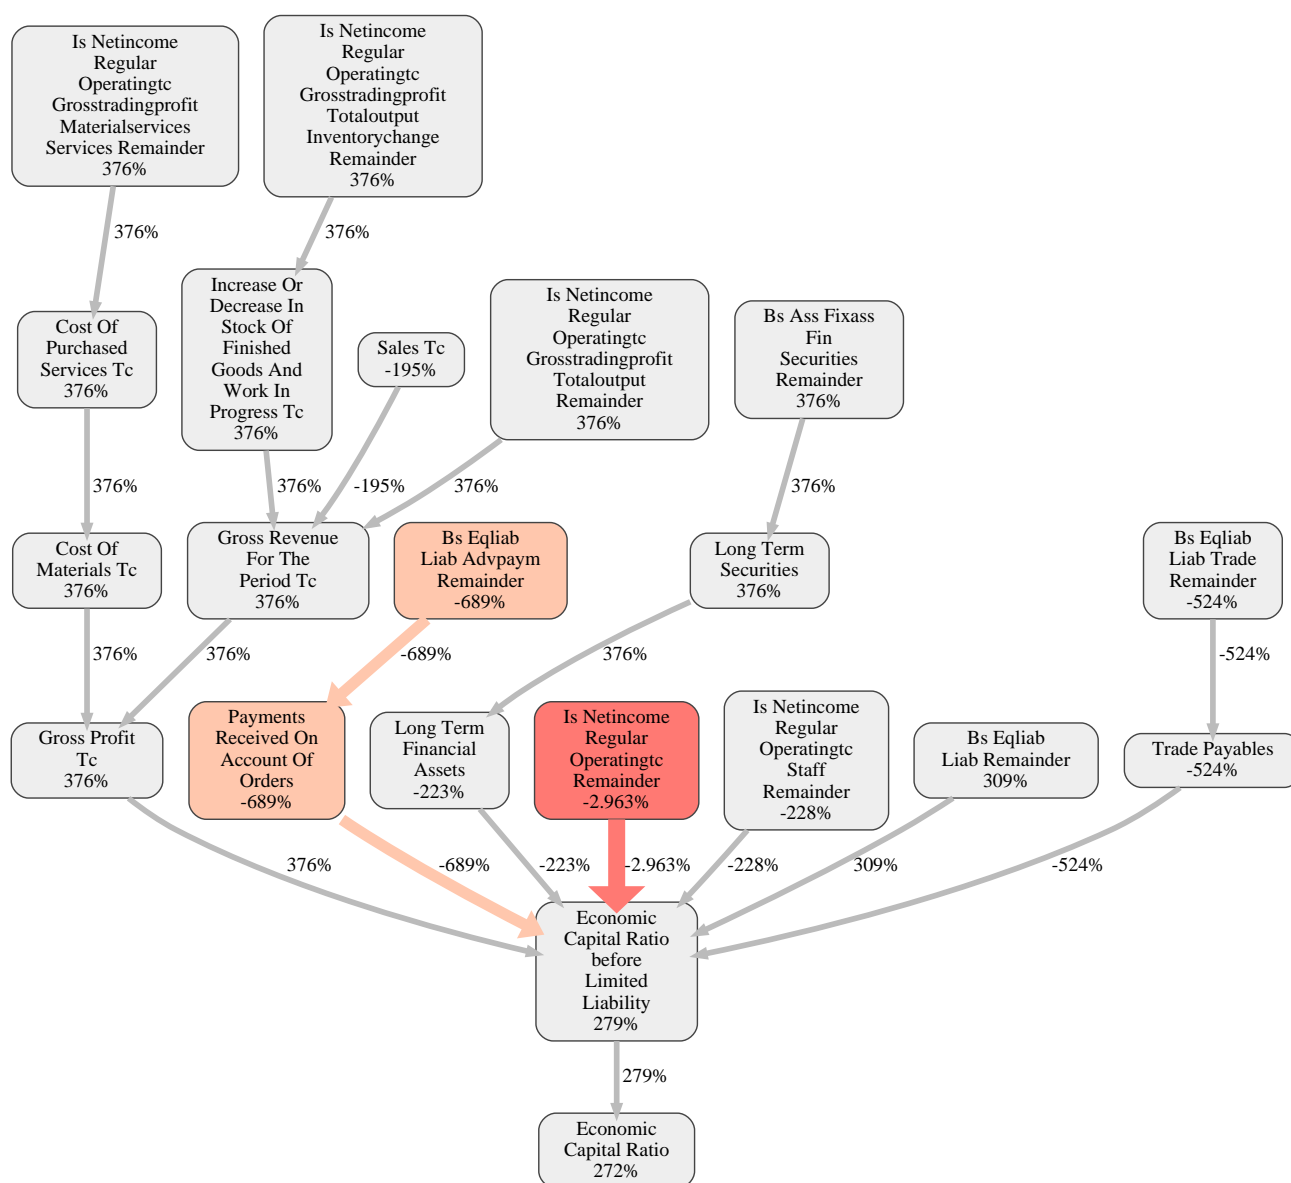 Is Netincome
Regular
Operatingtc
Grosstradingprofit
Materialservices
Services Remainder
376%
Is Netincome
Regular
Operatingtc
Grosstradingprofit
Totaloutput
Inventorychange
Remainder
376%
376%
376%
Cost Of
Purchased
Services Tc
376%
Increase Or
Decrease In
Stock Of
Finished
Goods And
Work In
Progress Tc
376%
Sales Tc
-195%
Is Netincome
Regular
Operatingtc
Grosstradingprofit
Totaloutput
Remainder
376%
Bs Ass Fixass
Fin
Securities
Remainder
376%
376%
376%
-195%
376%
376%
Cost Of
Materials Tc
376%
Gross Revenue
For The
Period Tc
376%
Bs Eqliab
Liab Advpaym
Remainder
-689%
Long Term
Securities
376%
Bs Eqliab
Liab Trade
Remainder
-524%
376%
376%
-689%
376%
-524%
Gross Profit
Tc
376%
Payments
Received On
Account Of
Orders
-689%
Long Term
Financial
Assets
-223%
Is Netincome
Regular
Operatingtc
Remainder
-2.963%
Is Netincome
Regular
Operatingtc
Staff
Remainder
-228%
Bs Eqliab
Liab Remainder
309%
Trade Payables
-524%
376%
-689%
-223%
-2.963%
-228%
309%
-524%
Economic
Capital Ratio
before
Limited
Liability
279%
279%
Economic
Capital Ratio
272%